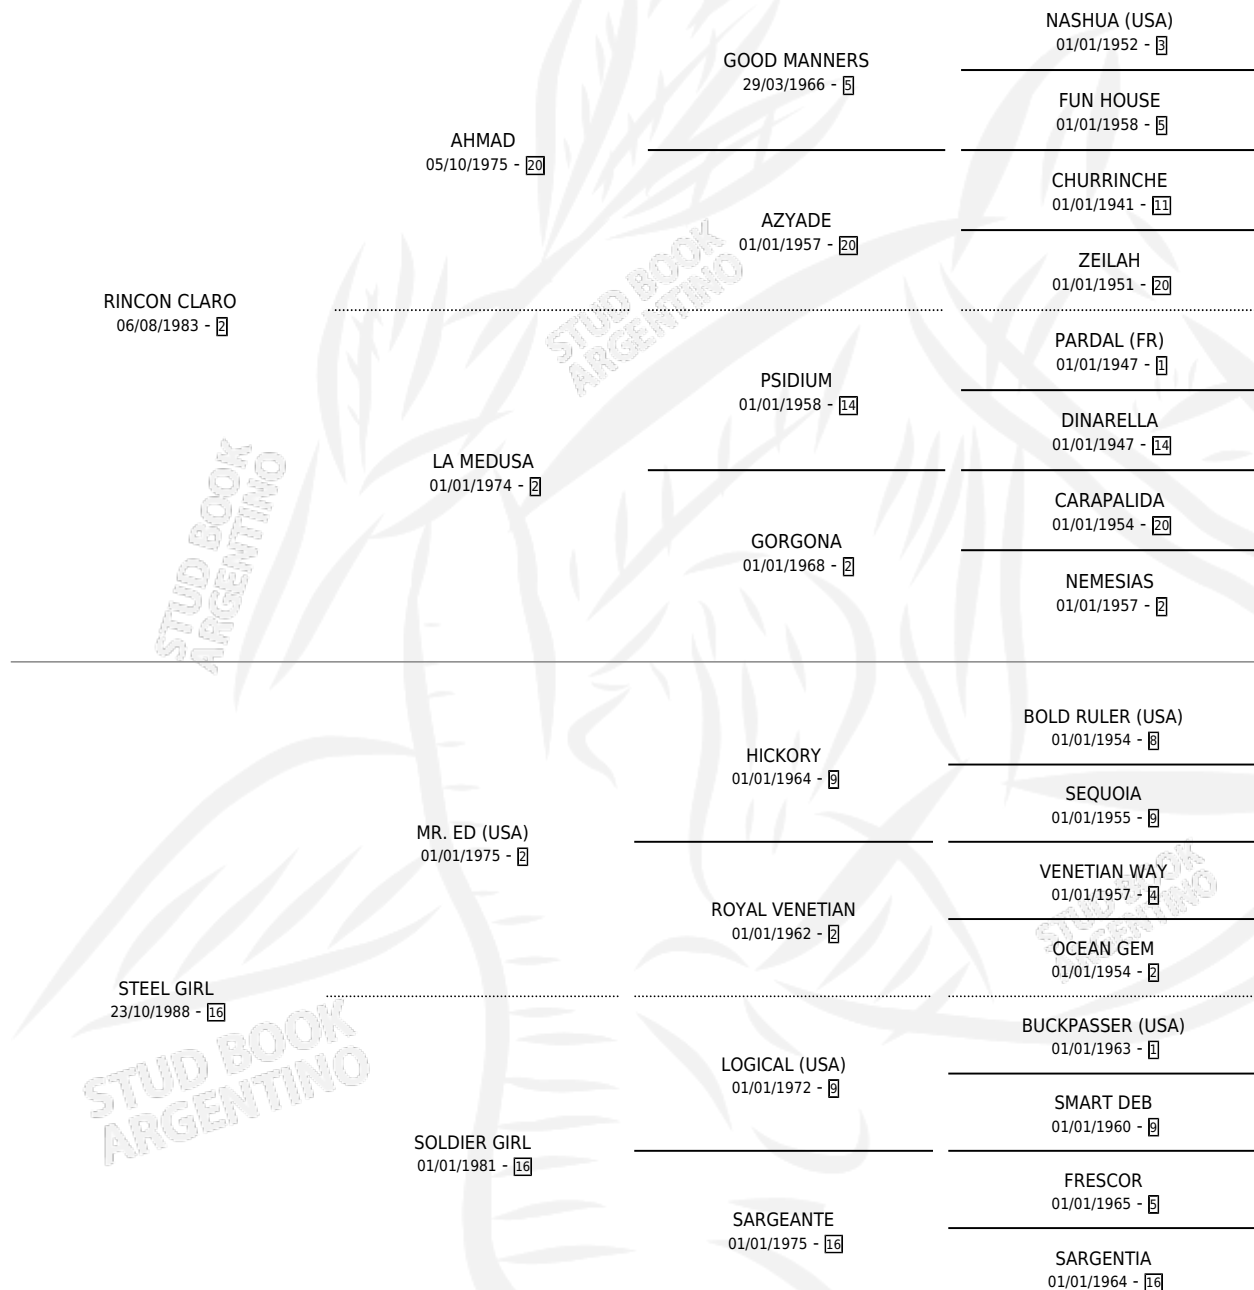 NASHUA (USA)
01/01/1952 - 3
GOOD MANNERS
29/03/1966 - 5
FUN HOUSE
01/01/1958 - 5
AHMAD
05/10/1975 - 20
CHURRINCHE
01/01/1941 - 11
AZYADE
01/01/1957 - 20
ZEILAH
01/01/1951 - 20
RINCON CLARO
06/08/1983 - 2
STUD BOOK
ARGENTINO
PARDAL (FR)
01/01/1947 - 1
PSIDIUM
01/01/1958 - 14
DINARELLA
01/01/1947 - 14
LA MEDUSA
01/01/1974 - 2
CARAPALIDA
01/01/1954 - 20
GORGONA
01/01/1968 - 2
NEMESIAS
01/01/1957 - 2
STUD BOOK
ARGENTINO
BOLD RULER (USA)
01/01/1954 - 8
HICKORY
01/01/1964 - 9
SEQUOIA
01/01/1955 - 9
MR. ED (USA)
01/01/1975 - 2
VENETIAN WAY
01/01/1957 - 4
ROYAL VENETIAN
01/01/1962 - 2
STUD BOOK
ARGENTINO
OCEAN GEM
01/01/1954 - 2
STEEL GIRL
23/10/1988 - 16
BUCKPASSER (USA)
01/01/1963 - 1
LOGICAL (USA)
01/01/1972 - 9
SMART DEB
01/01/1960 - 9
STUD BOOK
ARGENTINO
SOLDIER GIRL
01/01/1981 - 16
FRESCOR
01/01/1965 - 5
SARGEANTE
01/01/1975 - 16
SARGENTIA
01/01/1964 - 16